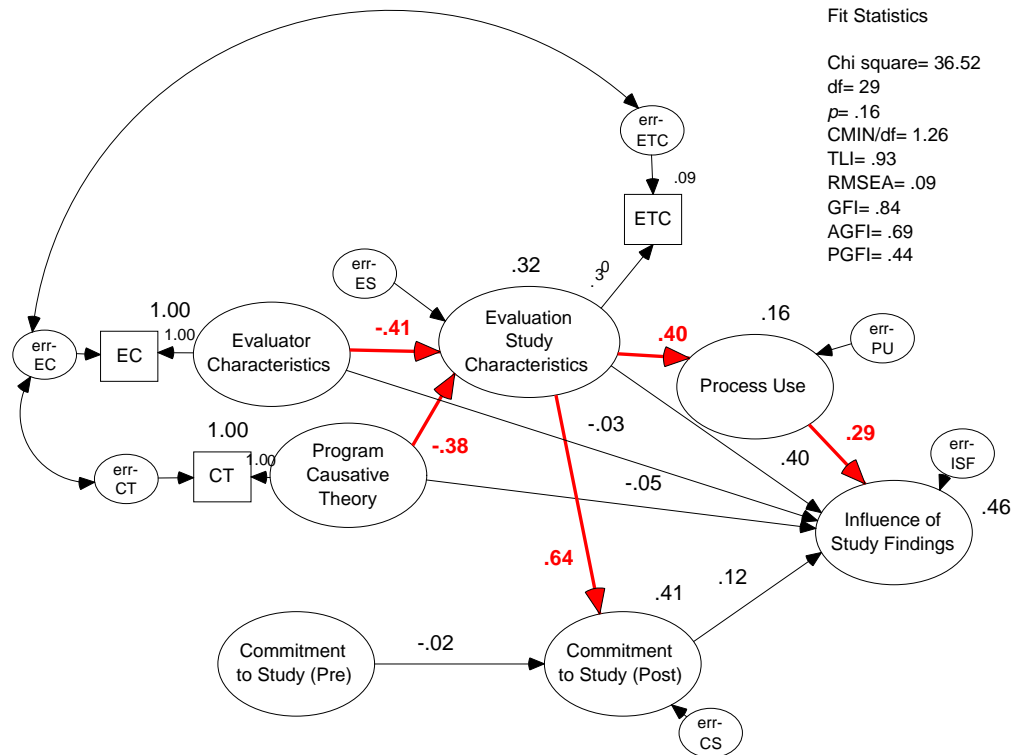 Fit Statistics
Chi square= 36.52
df= 29
p= .16
CMIN/df= 1.26
TLI= .93
RMSEA= .09
GFI= .84
AGFI= .69
PGFI= .44
err-
ETC
.09
ETC
.30
err-
ES
.32
Evaluation
Study
Characteristics
1.00
1.00
err-
EC
EC
Evaluator
Characteristics
-.41
.40
.16
Process Use
err-
PU
1.00
1.00
err-
CT
CT
Program
Causative
Theory
-.38
-.03
.40
-.05
.29
err-
ISF
.46
Influence of
Study Findings
.64
.41
.12
Commitment
to Study (Pre)
-.02
Commitment
to Study (Post)
err-
CS